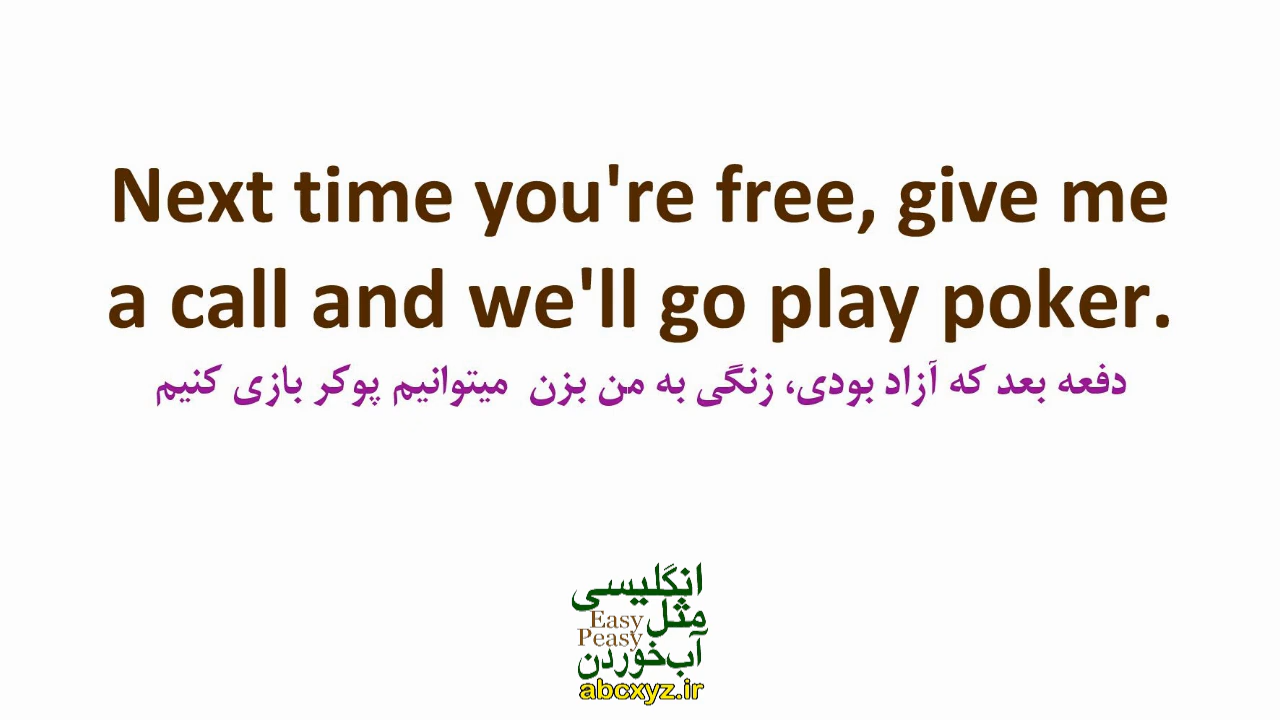 Next time you're free, give me
a call and we'll go play poker.
دفعه بعد که آزاد بودی، زنگی به من بزن  میتوانیم پوکر بازی کنیم
انگلیسی
مثل
Easy
Peasy
آب‌خوردن
abcxyz.ir